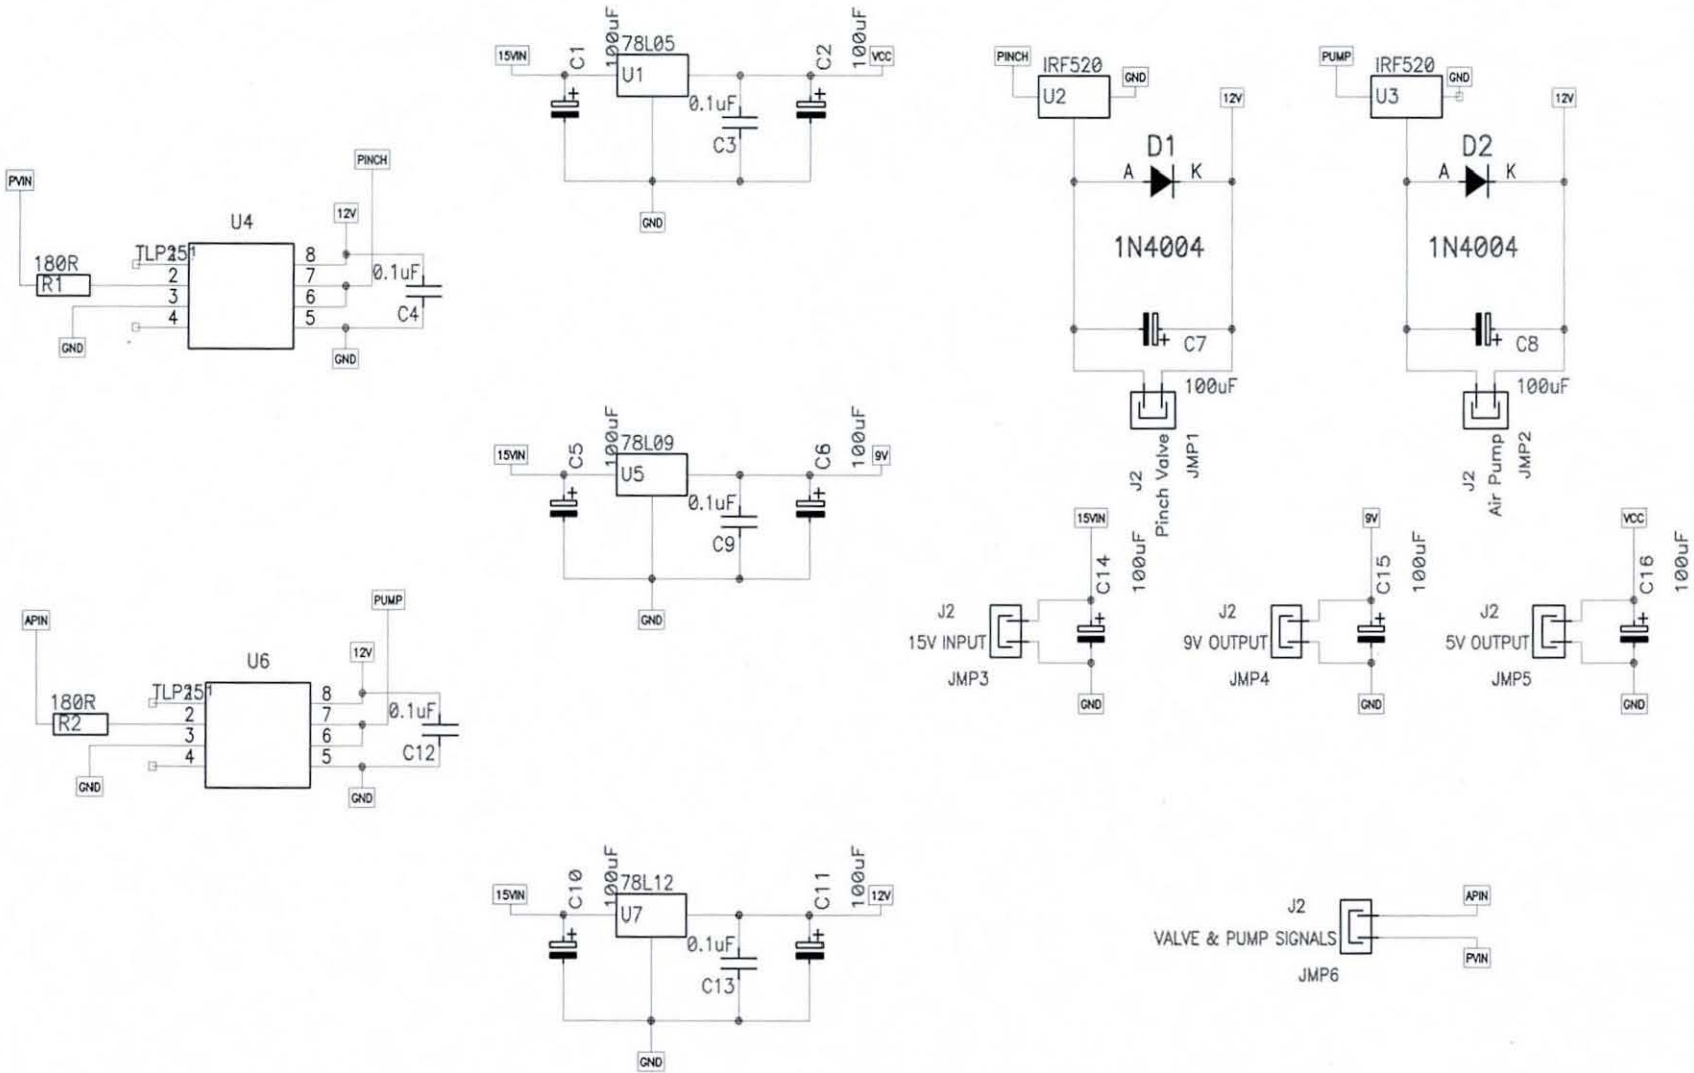 PVIN
180R
R1
GND
U4
TLP251
1
2
3
4
8
7
6
5
12V
PINCH
0.1uF
C4
GND
15VIN
C1
100uF
78L05
U1
0.1uF
C3
C2
100uF
VCC
GND
PINCH
IRF520
U2
GND
12V
D1
A
K
1N4004
C7
100uF
J2
Pinch Valve
JMP1
PUMP
IRF520
U3
GND
12V
D2
A
K
1N4004
C8
100uF
J2
Air Pump
JMP2
15VIN
C5
100uF
78L09
U5
0.1uF
C9
C6
100uF
9V
GND
15VIN
C14
100uF
J2
15V INPUT
JMP3
GND
9V
C15
100uF
J2
9V OUTPUT
JMP4
GND
VCC
C16
100uF
J2
5V OUTPUT
JMP5
GND
APIN
180R
R2
GND
U6
TLP251
1
2
3
4
8
7
6
5
12V
PUMP
0.1uF
C12
GND
15VIN
C10
100uF
78L12
U7
0.1uF
C13
C11
100uF
12V
GND
J2
VALVE & PUMP SIGNALS
JMP6
APIN
PVIN